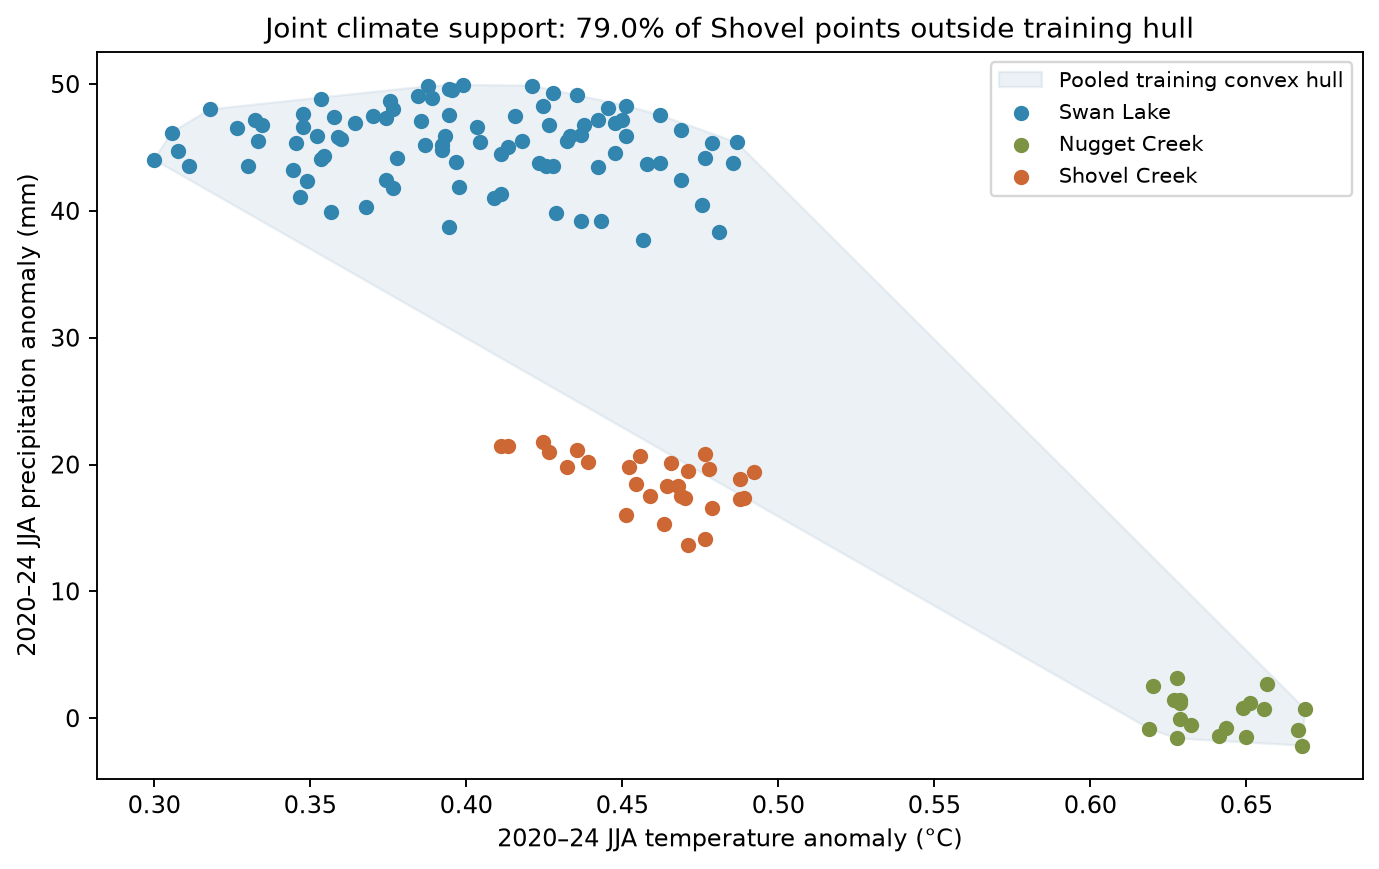 Joint climate support: 79.0% of Shovel points outside training hull
Pooled training convex hull
Swan Lake
Nugget Creek
Shovel Creek
2020–24 JJA precipitation anomaly (mm)
50
40
30
20
10
0
0.30 0.35 0.40 0.45 0.50 0.55 0.60 0.65
2020–24 JJA temperature anomaly (°C)